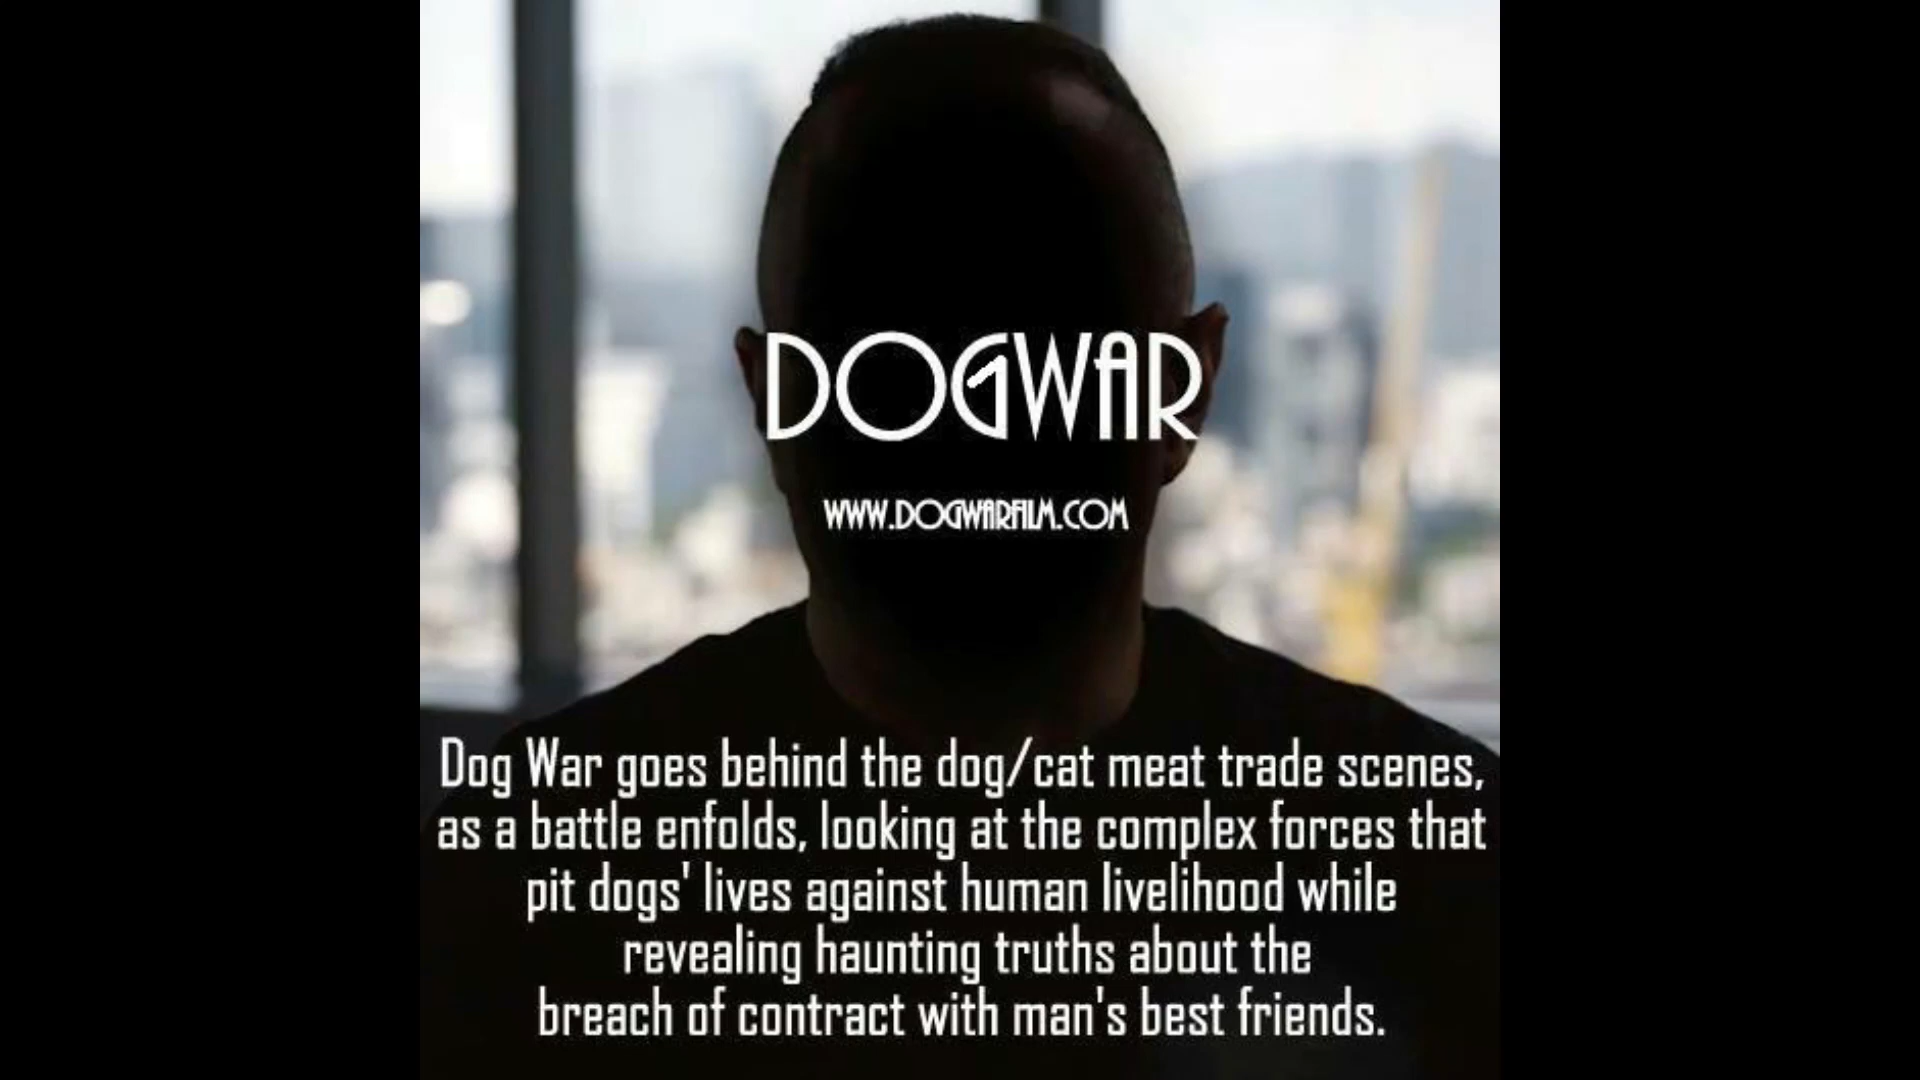 DOGWAR
WWW.DOGWARFILM.COM
Dog War goes behind the dog/cat meat trade scenes,
as a battle enfolds, looking at the complex forces that
pit dogs' lives against human livelihood while
revealing haunting truths about the
breach of contract with man's best friends.